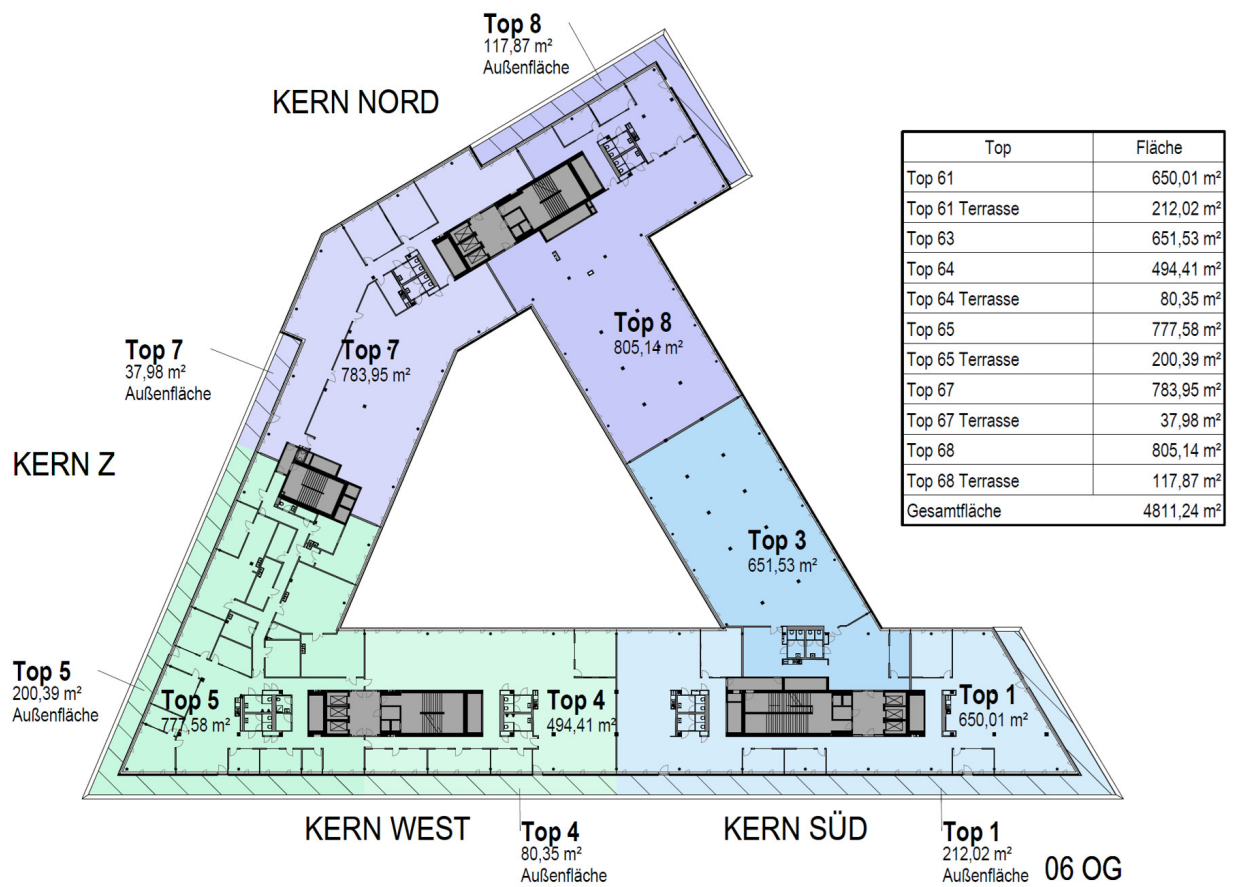 Top 8
117,87 m²
Außenfläche
KERN NORD
Top Fläche
Top 61 650,01 m²
Top 61 Terrasse 212,02 m²
Top 63 651,53 m²
Top 64 494,41 m²
Top 64 Terrasse 80,35 m²
Top 65 777,58 m²
Top 65 Terrasse 200,39 m²
Top 67 783,95 m²
Top 67 Terrasse 37,98 m²
Top 68 805,14 m²
Top 68 Terrasse 117,87 m²
Gesamtfläche 4811,24 m²
Top 8
805,14 m²
Top 7
37,98 m²
Außenfläche
Top 7
783,95 m²
KERN Z
Top 3
651,53 m²
Top 5
200,39 m²
Außenfläche
Top 5
777,58 m²
Top 4
494,41 m²
Top 1
650,01 m²
KERN WEST
Top 4
80,35 m²
Außenfläche
KERN SÜD
Top 1
212,02 m²
Außenfläche
06 OG